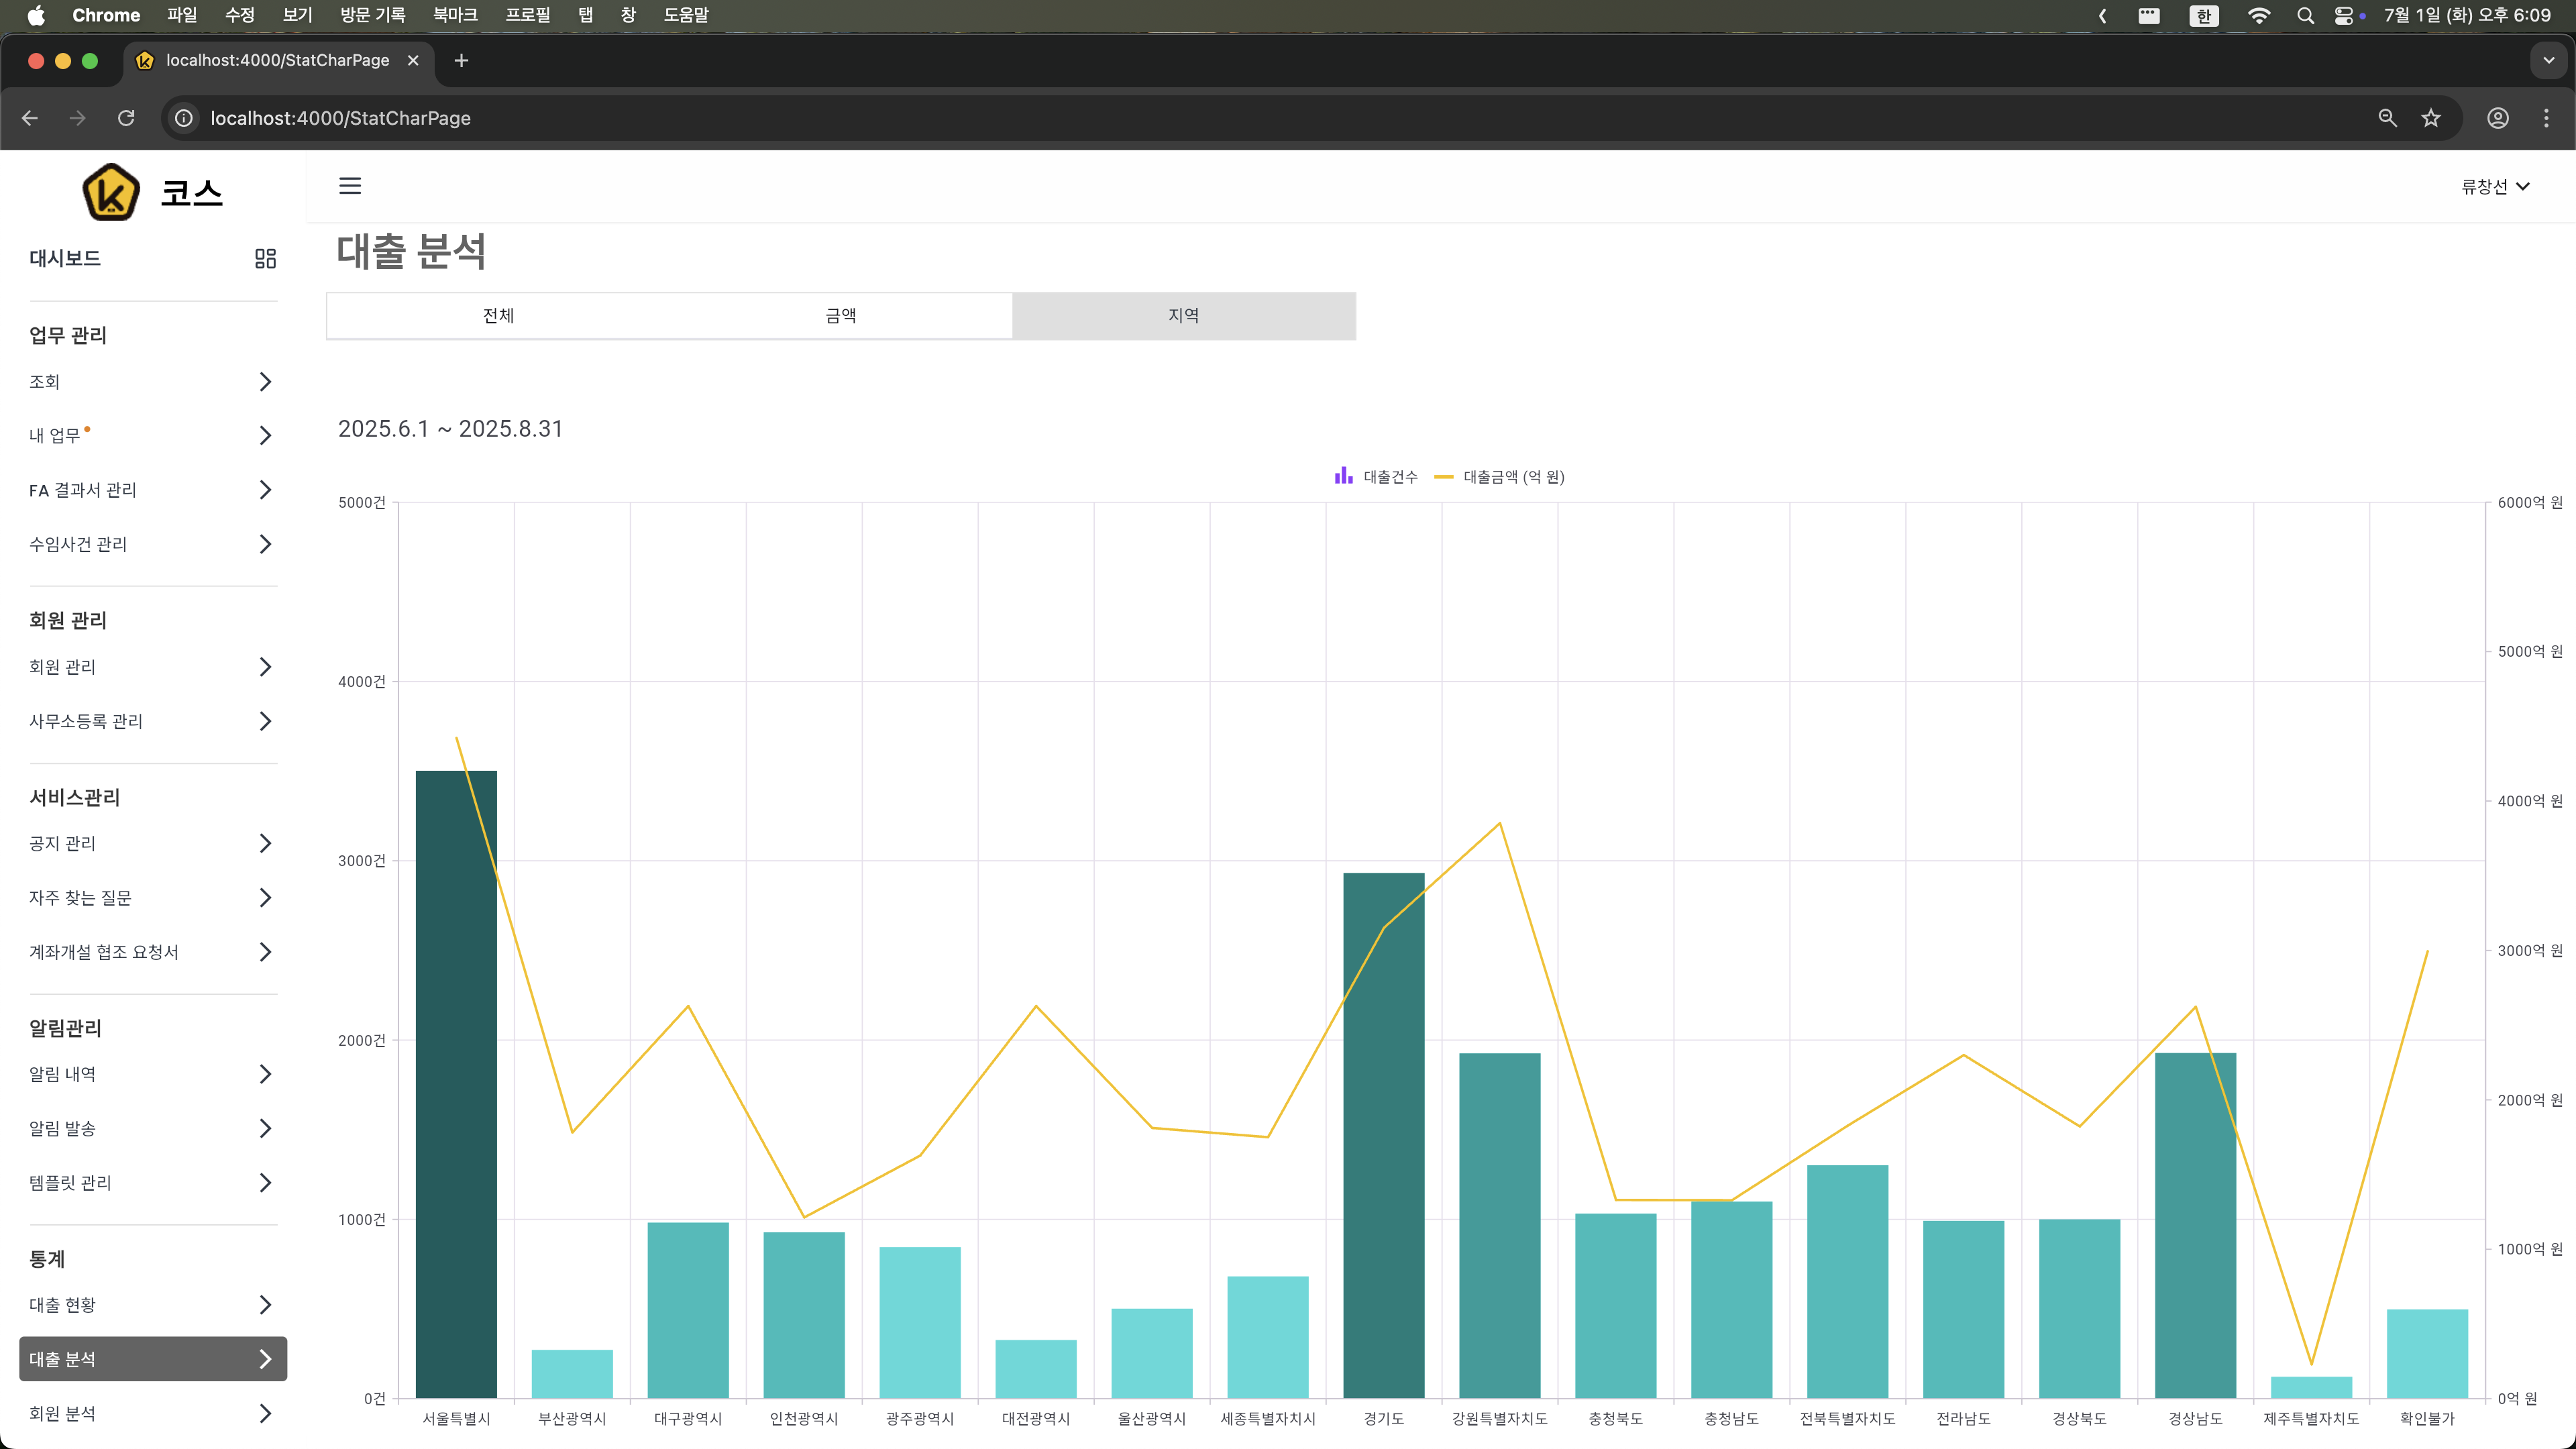 Chrome 파일 수정 보기 방문 기록 북마크 프로필 탭 창 도움말 한 7월 1일 (화) 오후 6:09
localhost:4000/StatCharPage
localhost:4000/StatCharPage
코스
류창선
대시보드
업무 관리
조회
내 업무
FA 결과서 관리
수임사건 관리
회원 관리
회원 관리
사무소등록 관리
서비스관리
공지 관리
자주 찾는 질문
계좌개설 협조 요청서
알림관리
알림 내역
알림 발송
템플릿 관리
통계
대출 현황
대출 분석
회원 분석
대출 분석
전체 금액 지역
2025.6.1 ~ 2025.8.31
대출건수 대출금액 (억 원)
5000건
4000건
3000건
2000건
1000건
0건
6000억 원
5000억 원
4000억 원
3000억 원
2000억 원
1000억 원
0억 원
서울특별시 부산광역시 대구광역시 인천광역시 광주광역시 대전광역시 울산광역시 세종특별자치시 경기도 강원특별자치도 충청북도 충청남도 전북특별자치도 전라남도 경상북도 경상남도 제주특별자치도 확인불가